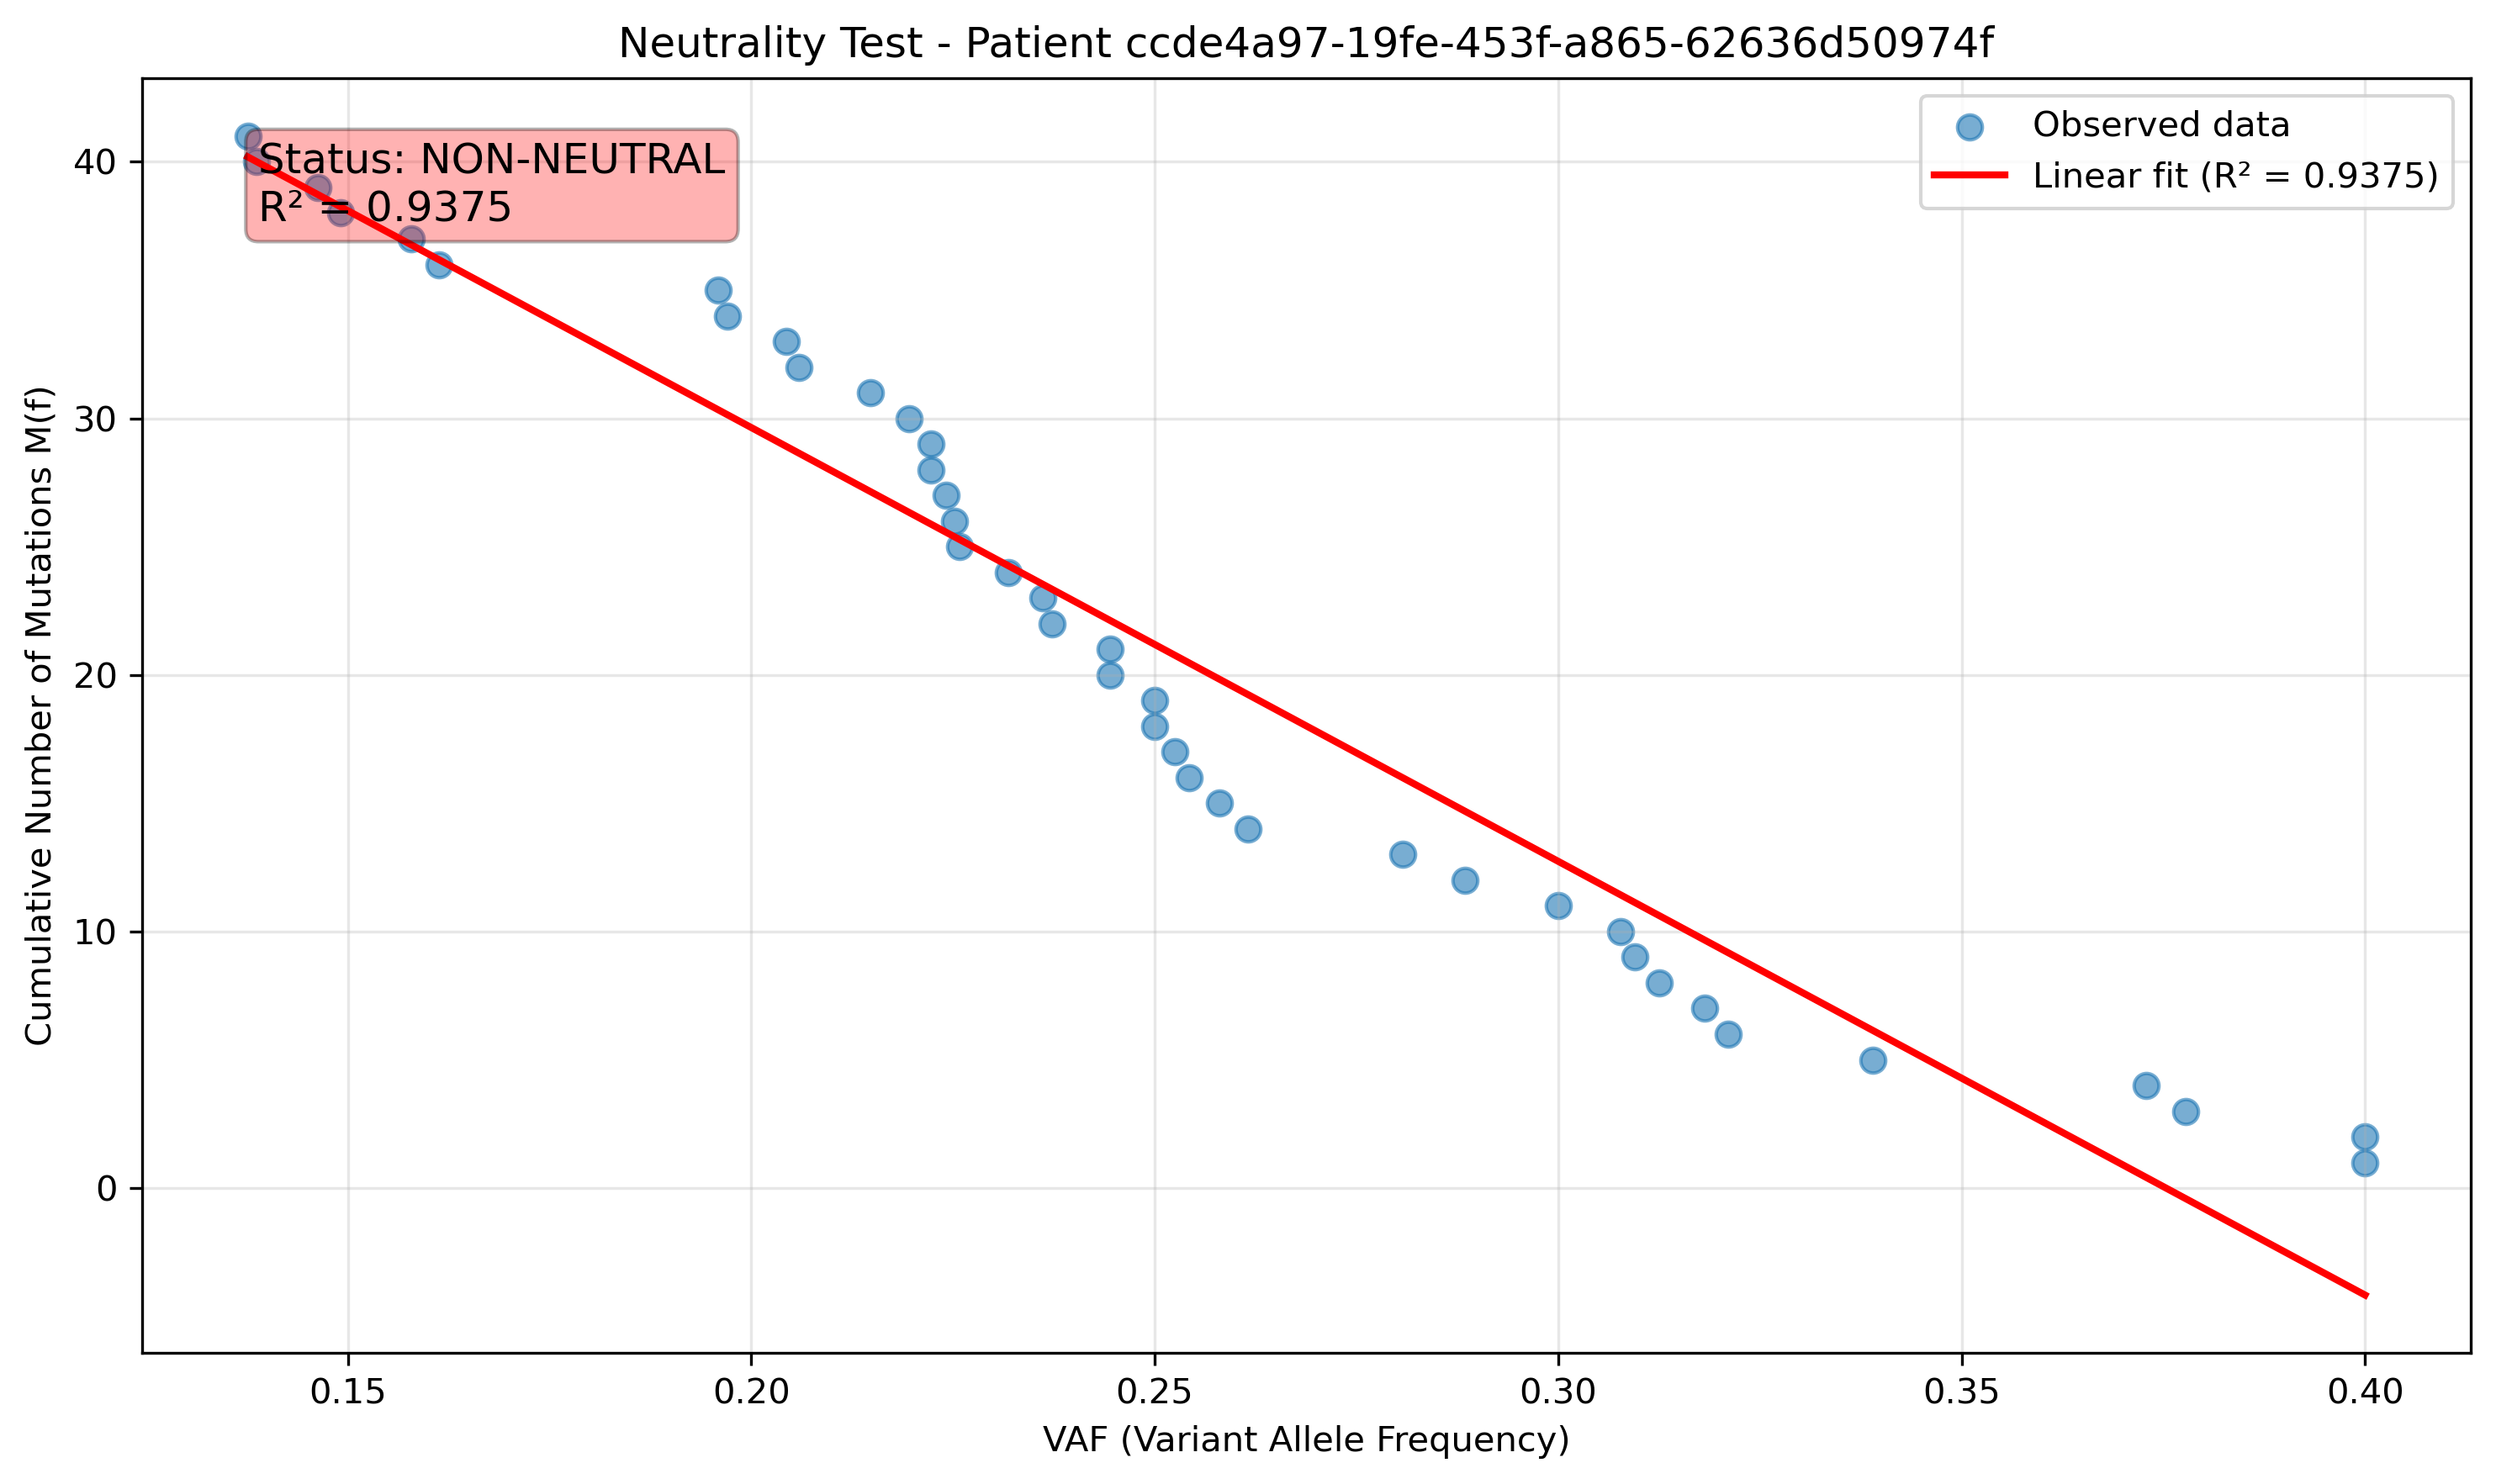 Neutrality Test - Patient ccde4a97-19fe-453f-a865-62636d50974f
Status: NON-NEUTRAL
R² = 0.9375
Observed data
Linear fit (R² = 0.9375)
Cumulative Number of Mutations M(f)
40
30
20
10
0
0.15
0.20
0.25
0.30
0.35
0.40
VAF (Variant Allele Frequency)